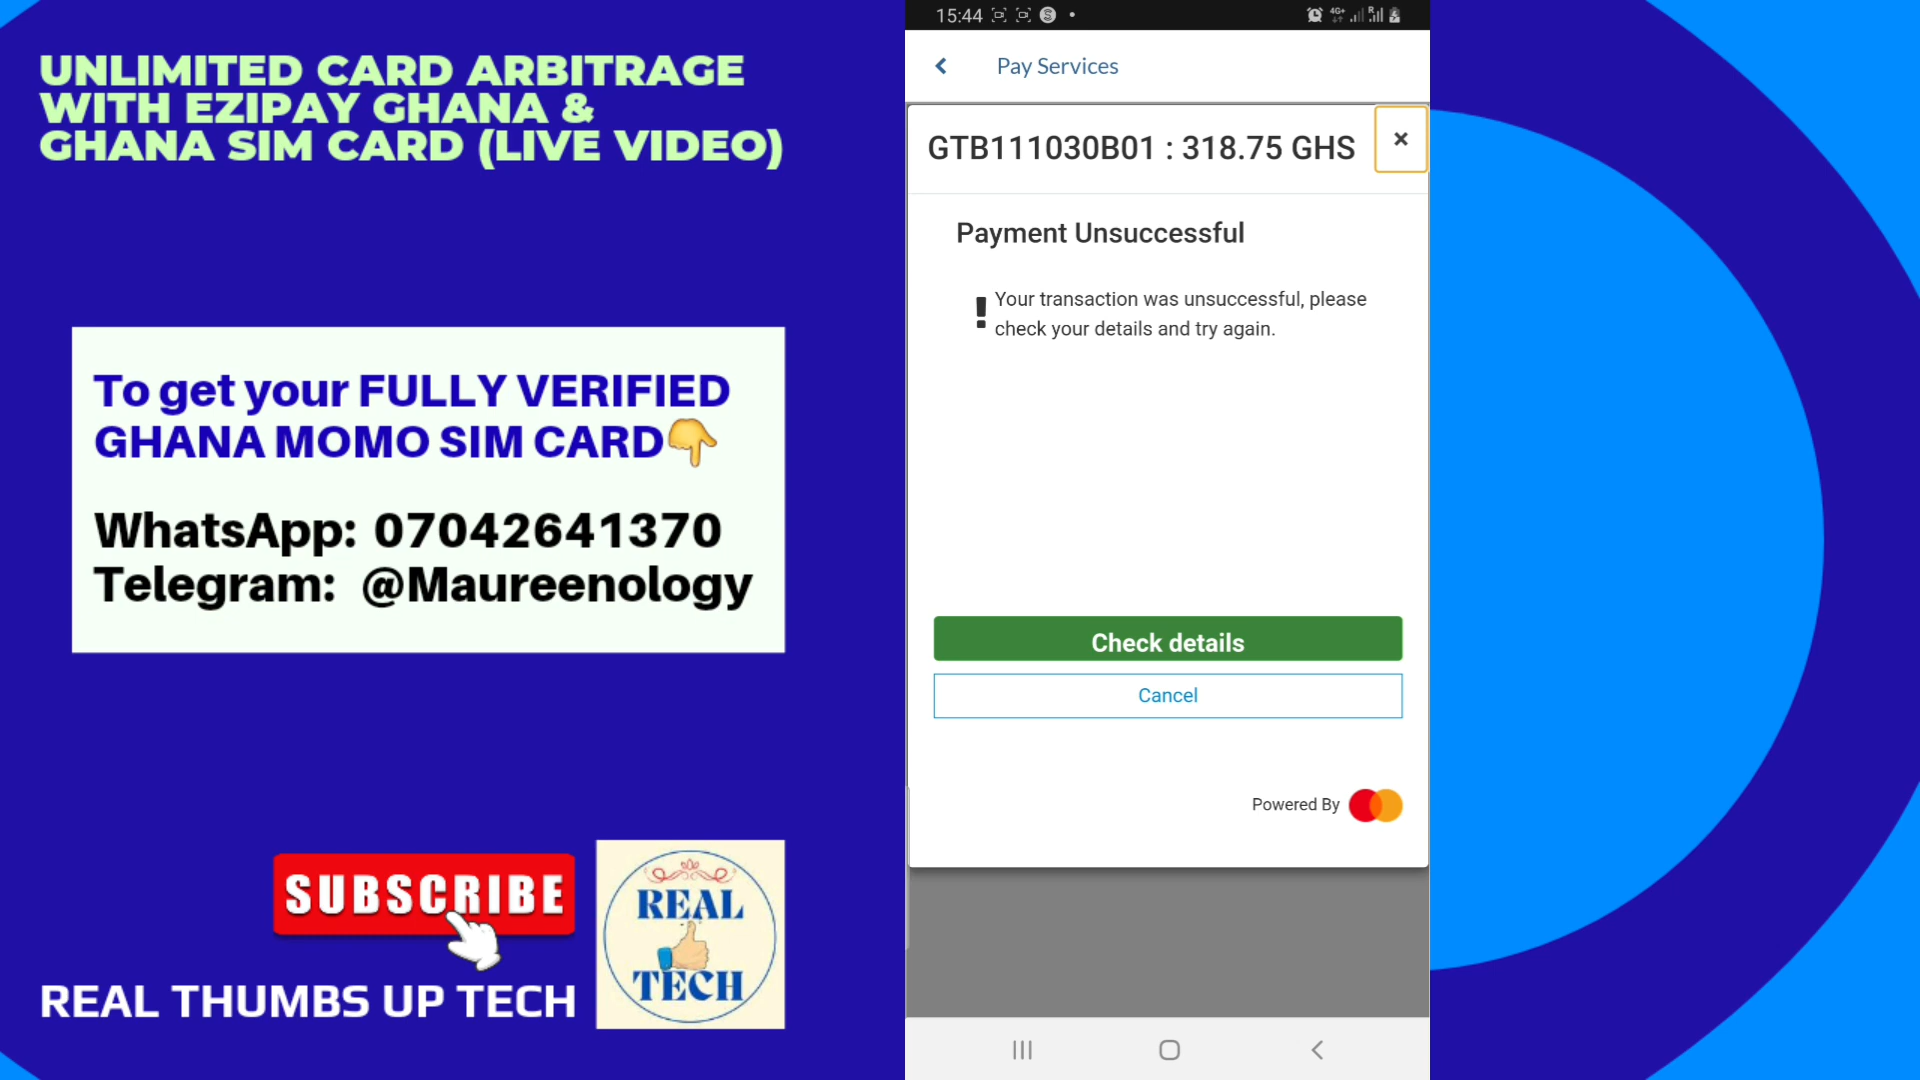 UNLIMITED CARD ARBITRAGE
WITH EZIPAY GHANA &
GHANA SIM CARD (LIVE VIDEO)
To get your FULLY VERIFIED
GHANA MOMO SIM CARD👇
WhatsApp: 07042641370
Telegram: @Maureenology
SUBSCRIBE
REAL THUMBS UP TECH
REAL
TECH
15:44
4G+
R
Pay Services
GTB111030B01 : 318.75 GHS
×
Payment Unsuccessful
Your transaction was unsuccessful, please
check your details and try again.
Check details
Cancel
Powered By